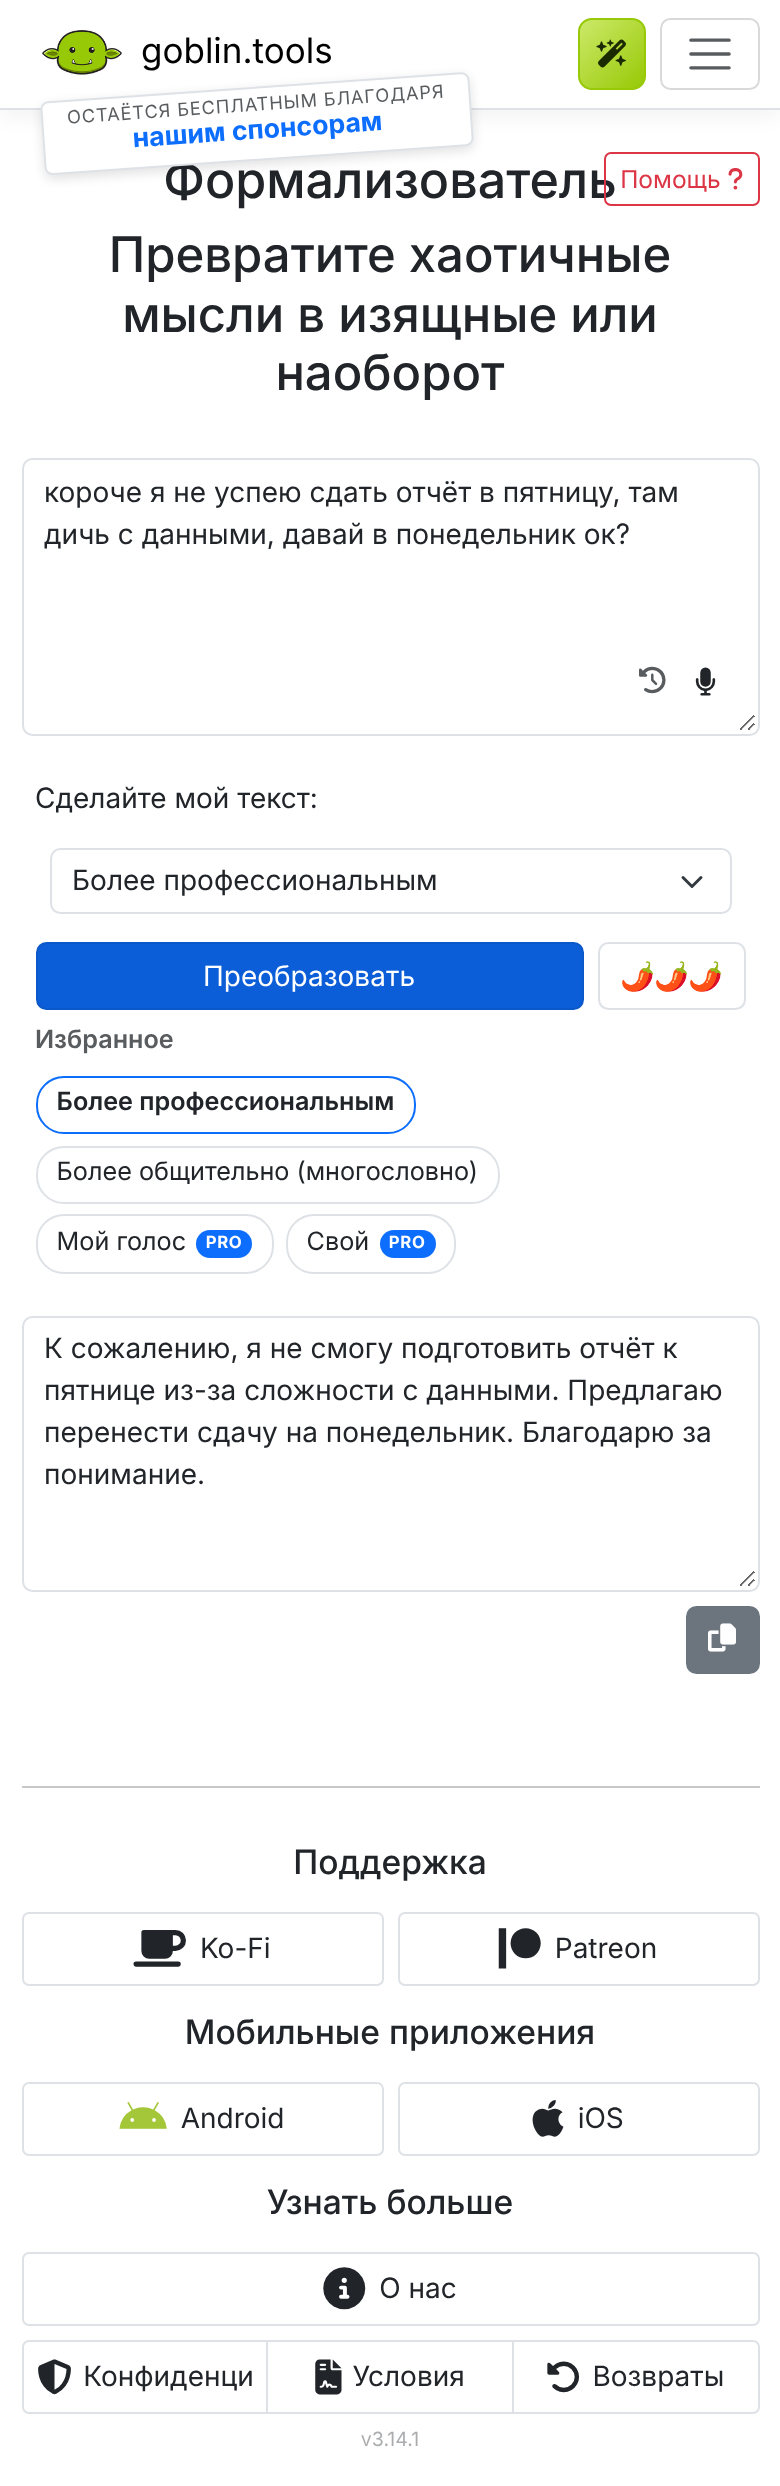 goblin.tools
ОСТАЁТСЯ БЕСПЛАТНЫМ БЛАГОДАРЯ
нашим спонсорам
Формализователь
Помощь ?
Превратите хаотичные
мысли в изящные или
наоборот
короче я не успею сдать отчёт в пятницу, там
дичь с данными, давай в понедельник ок?
Сделайте мой текст:
Более профессиональным
Преобразовать
Избранное
Более профессиональным
Более общительно (многословно)
Мой голос PRO
Свой PRO
К сожалению, я не смогу подготовить отчёт к
пятнице из-за сложности с данными. Предлагаю
перенести сдачу на понедельник. Благодарю за
понимание.
Поддержка
Ko-Fi
Patreon
Мобильные приложения
Android
iOS
Узнать больше
О нас
Конфиденци
Условия
Возвраты
v3.14.1